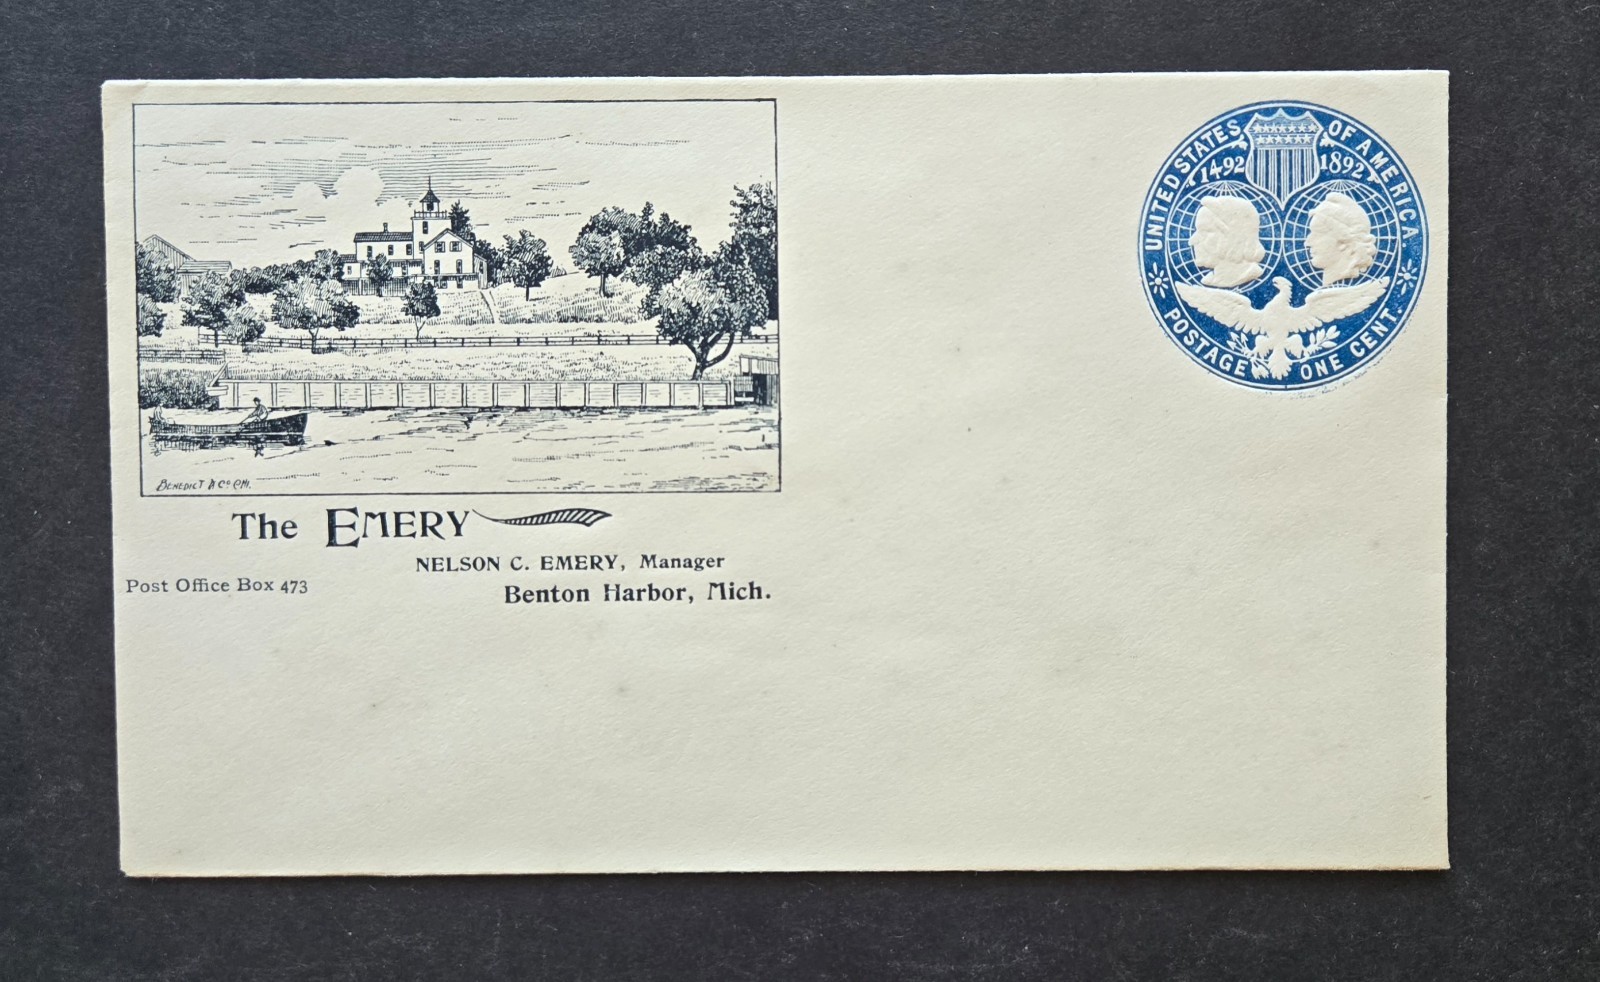 UNITED STATES OF AMERICA.
1492 1892
POSTAGE ONE CENT.
BENEDICT & CO. CHI.
The EMERY
NELSON C. EMERY, Manager
Post Office Box 473
Benton Harbor, Mich.